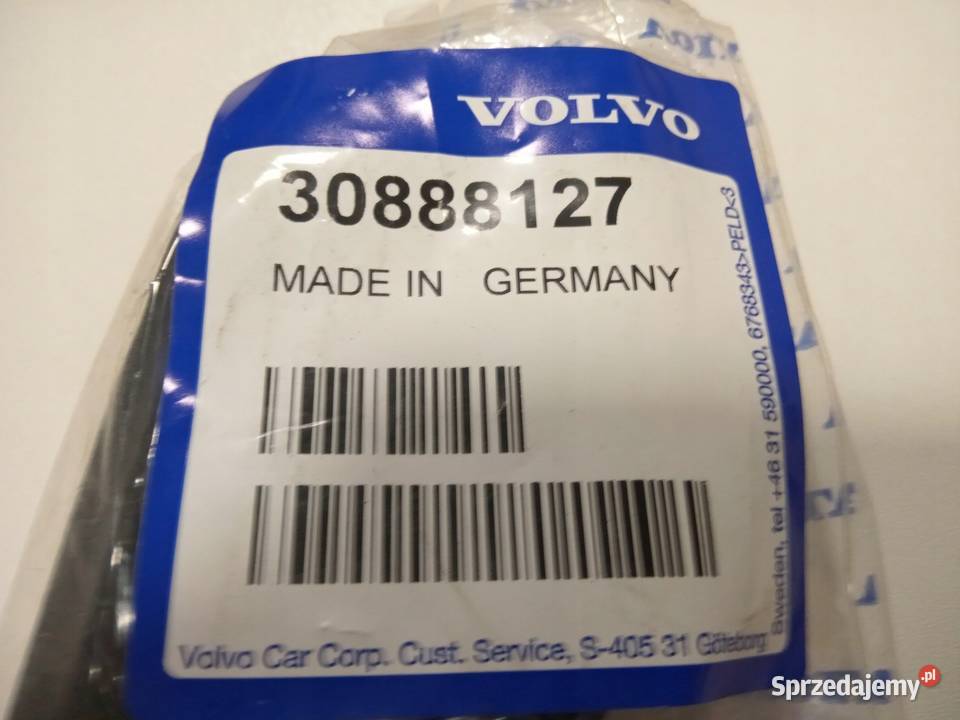 VOLVO
30888127
MADE IN GERMANY
Volvo Car Corp. Cust. Service, S-405 31 Göteborg
Sweden, tel +46 31 590000, 6768343>PELD<3
Sprzedajemy.pl